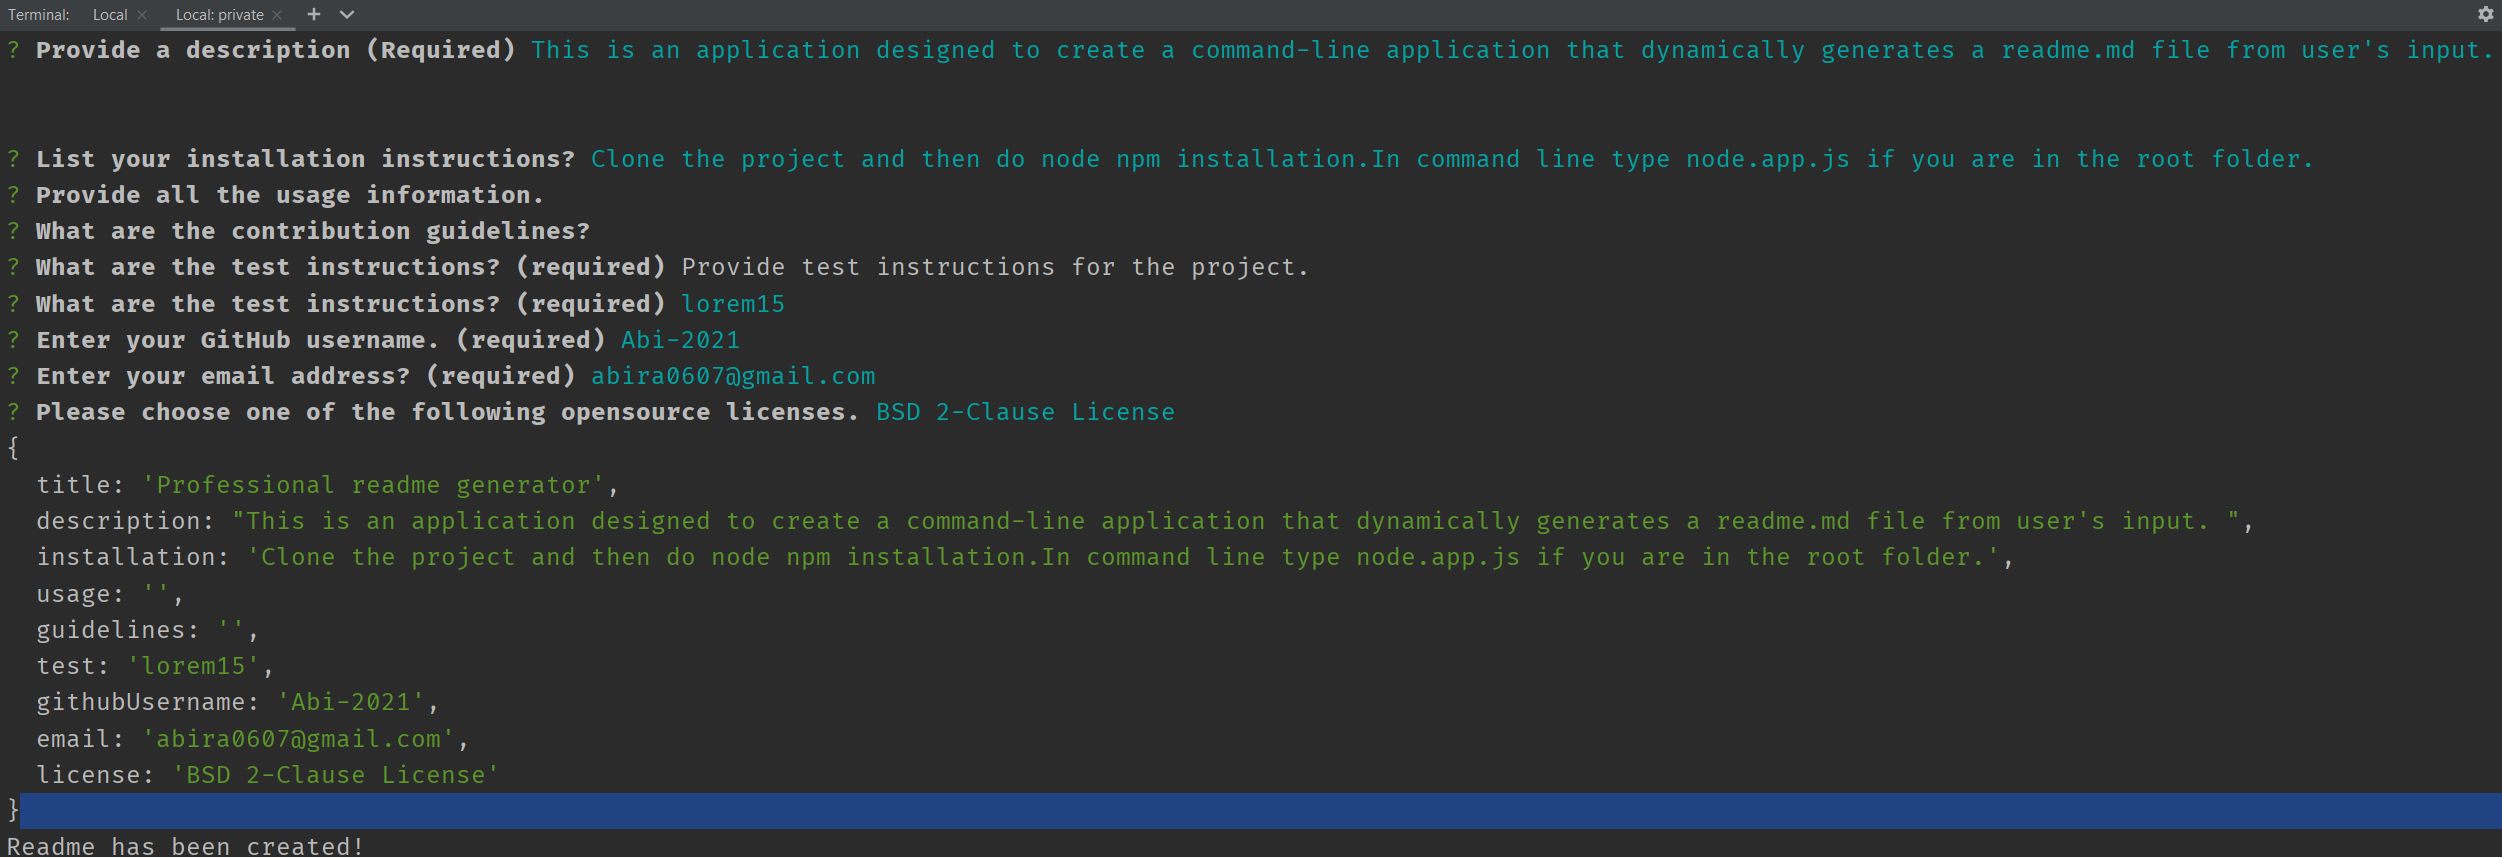 Terminal: Local Local: private
? Provide a description (Required) This is an application designed to create a command-line application that dynamically generates a readme.md file from user's input.
? List your installation instructions? Clone the project and then do node npm installation.In command line type node.app.js if you are in the root folder.
? Provide all the usage information.
? What are the contribution guidelines?
? What are the test instructions? (required) Provide test instructions for the project.
? What are the test instructions? (required) lorem15
? Enter your GitHub username. (required) Abi-2021
? Enter your email address? (required) abira0607@gmail.com
? Please choose one of the following opensource licenses. BSD 2-Clause License
{
  title: 'Professional readme generator',
  description: "This is an application designed to create a command-line application that dynamically generates a readme.md file from user's input. ",
  installation: 'Clone the project and then do node npm installation.In command line type node.app.js if you are in the root folder.',
  usage: '',
  guidelines: '',
  test: 'lorem15',
  githubUsername: 'Abi-2021',
  email: 'abira0607@gmail.com',
  license: 'BSD 2-Clause License'
}
Readme has been created!